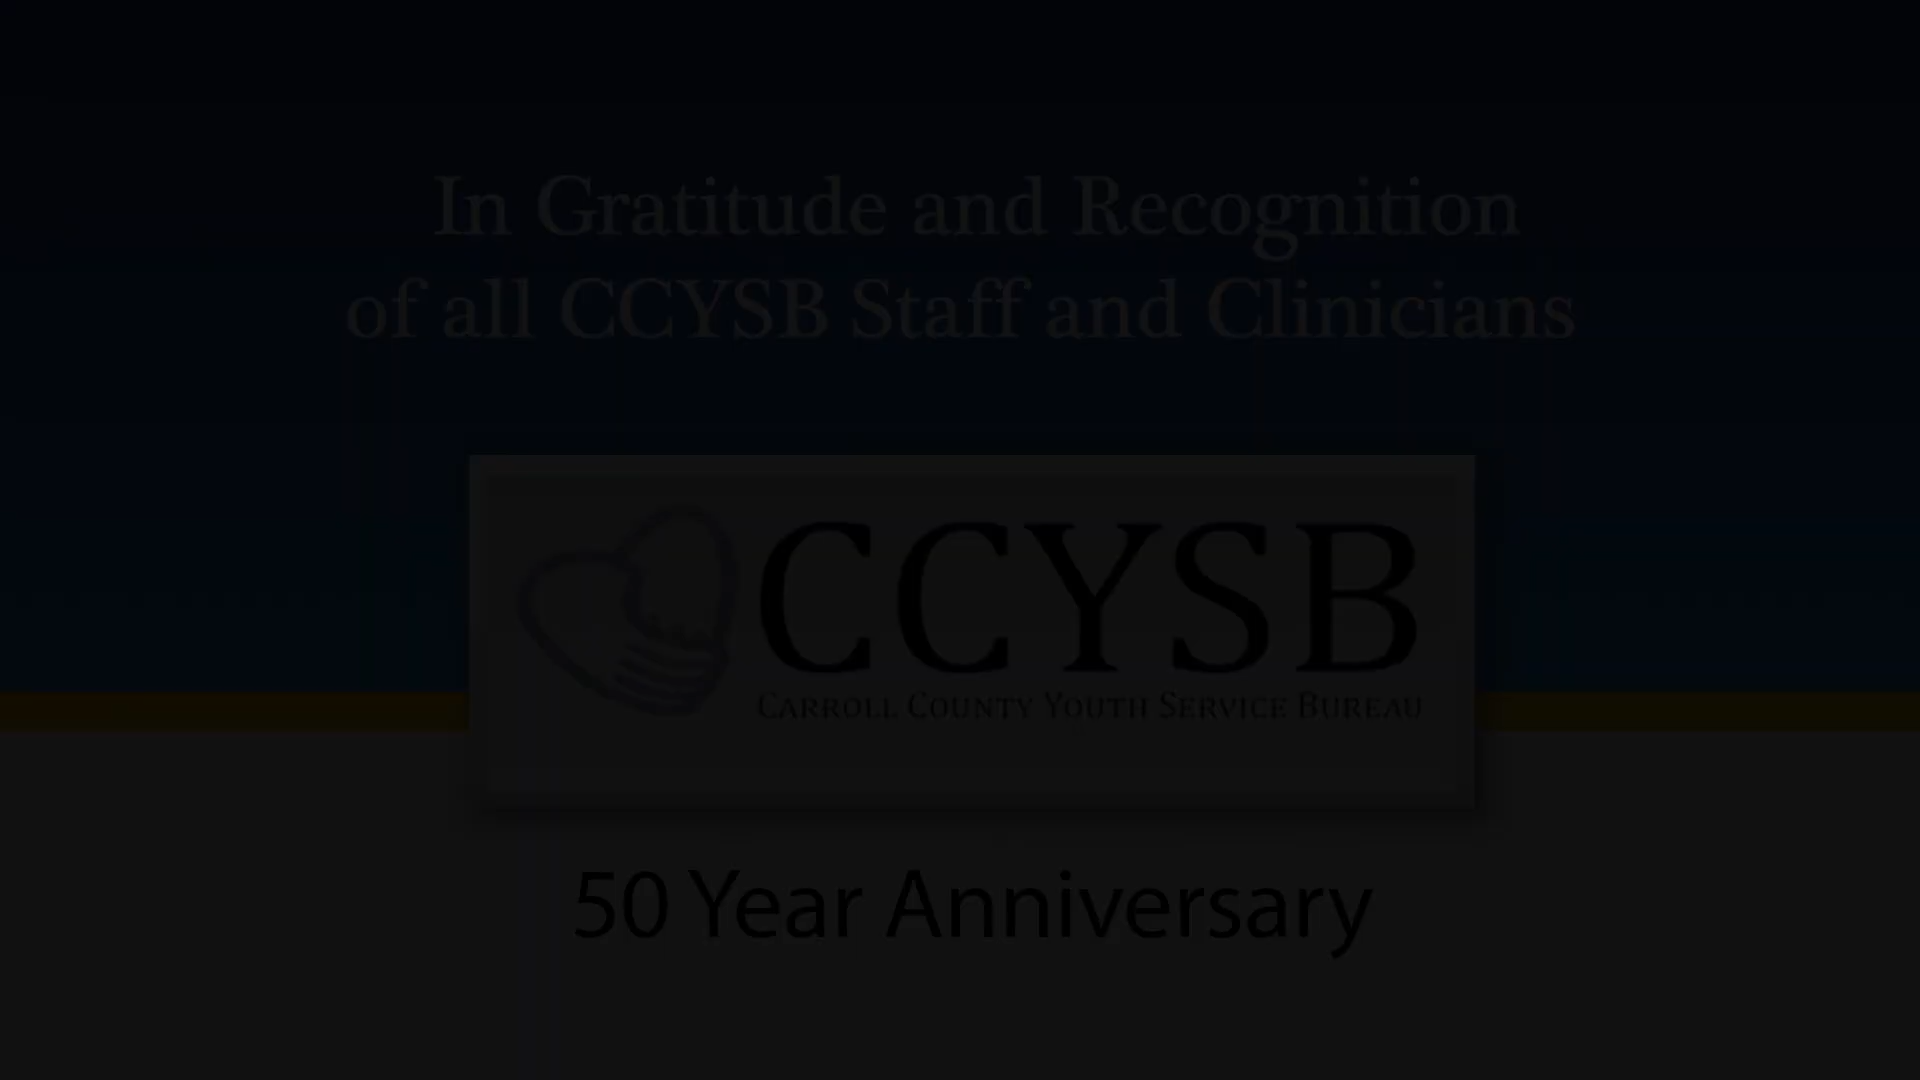 In Gratitude and Recognition
of all CCYSB Staff and Clinicians
CCYSB
CARROLL COUNTY YOUTH SERVICE BUREAU
50 Year Anniversary